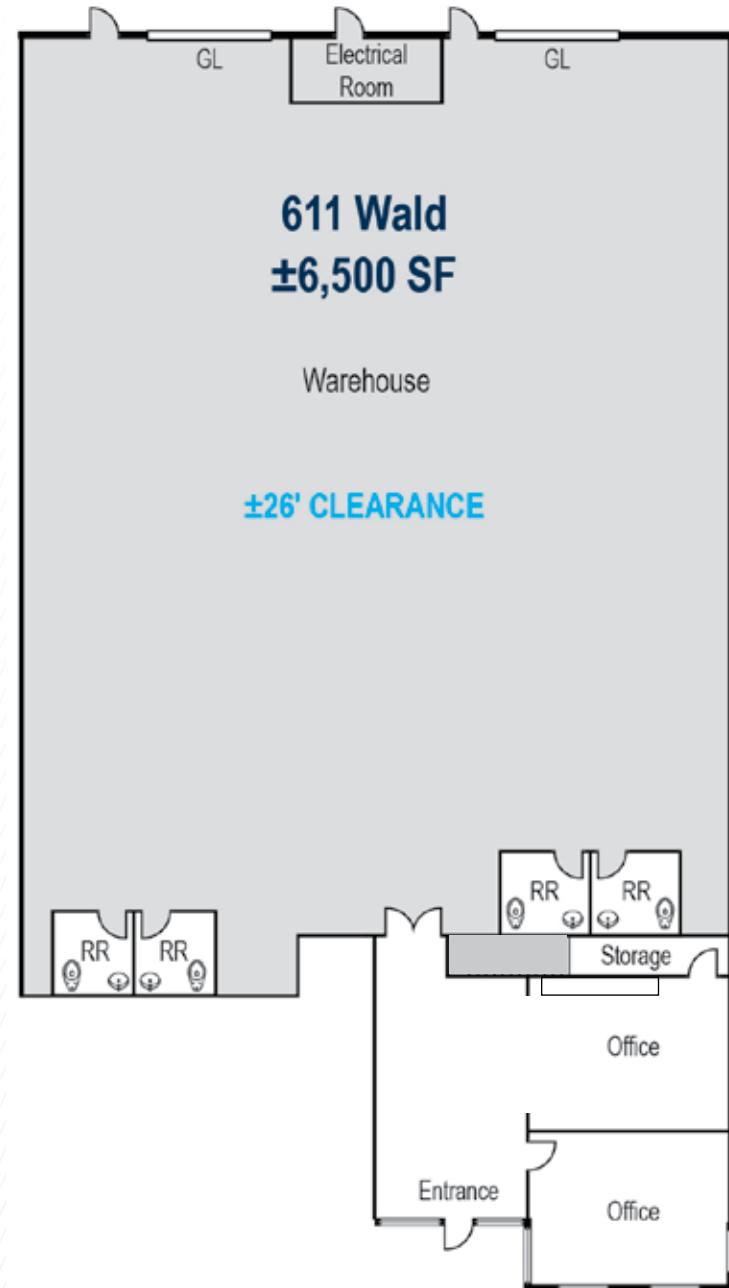 GL
Electrical
Room
GL
611 Wald
±6,500 SF
Warehouse
±26' CLEARANCE
RR
RR
RR
RR
Storage
Office
Entrance
Office